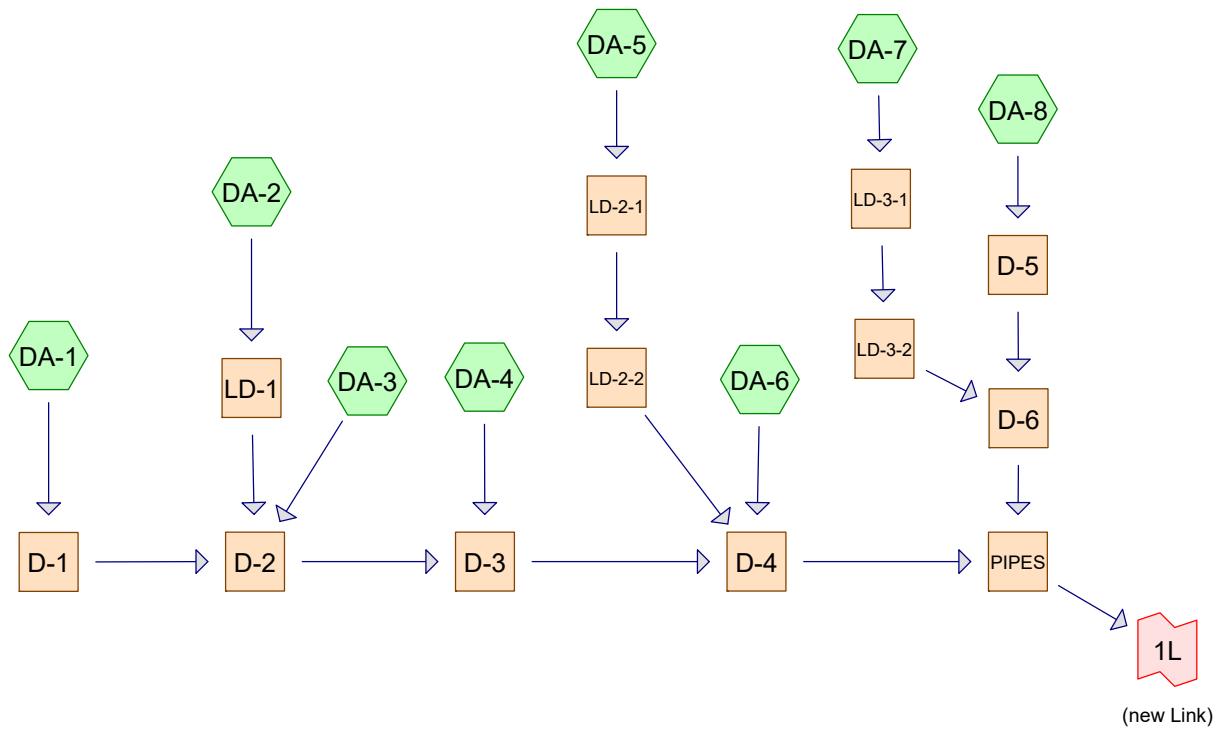 DA-5
DA-7
DA-8
DA-2
LD-2-1
LD-3-1
D-5
DA-1
LD-3-2
DA-3
DA-4
LD-2-2
DA-6
LD-1
D-6
D-1
D-2
D-3
D-4
PIPES
1L
(new Link)